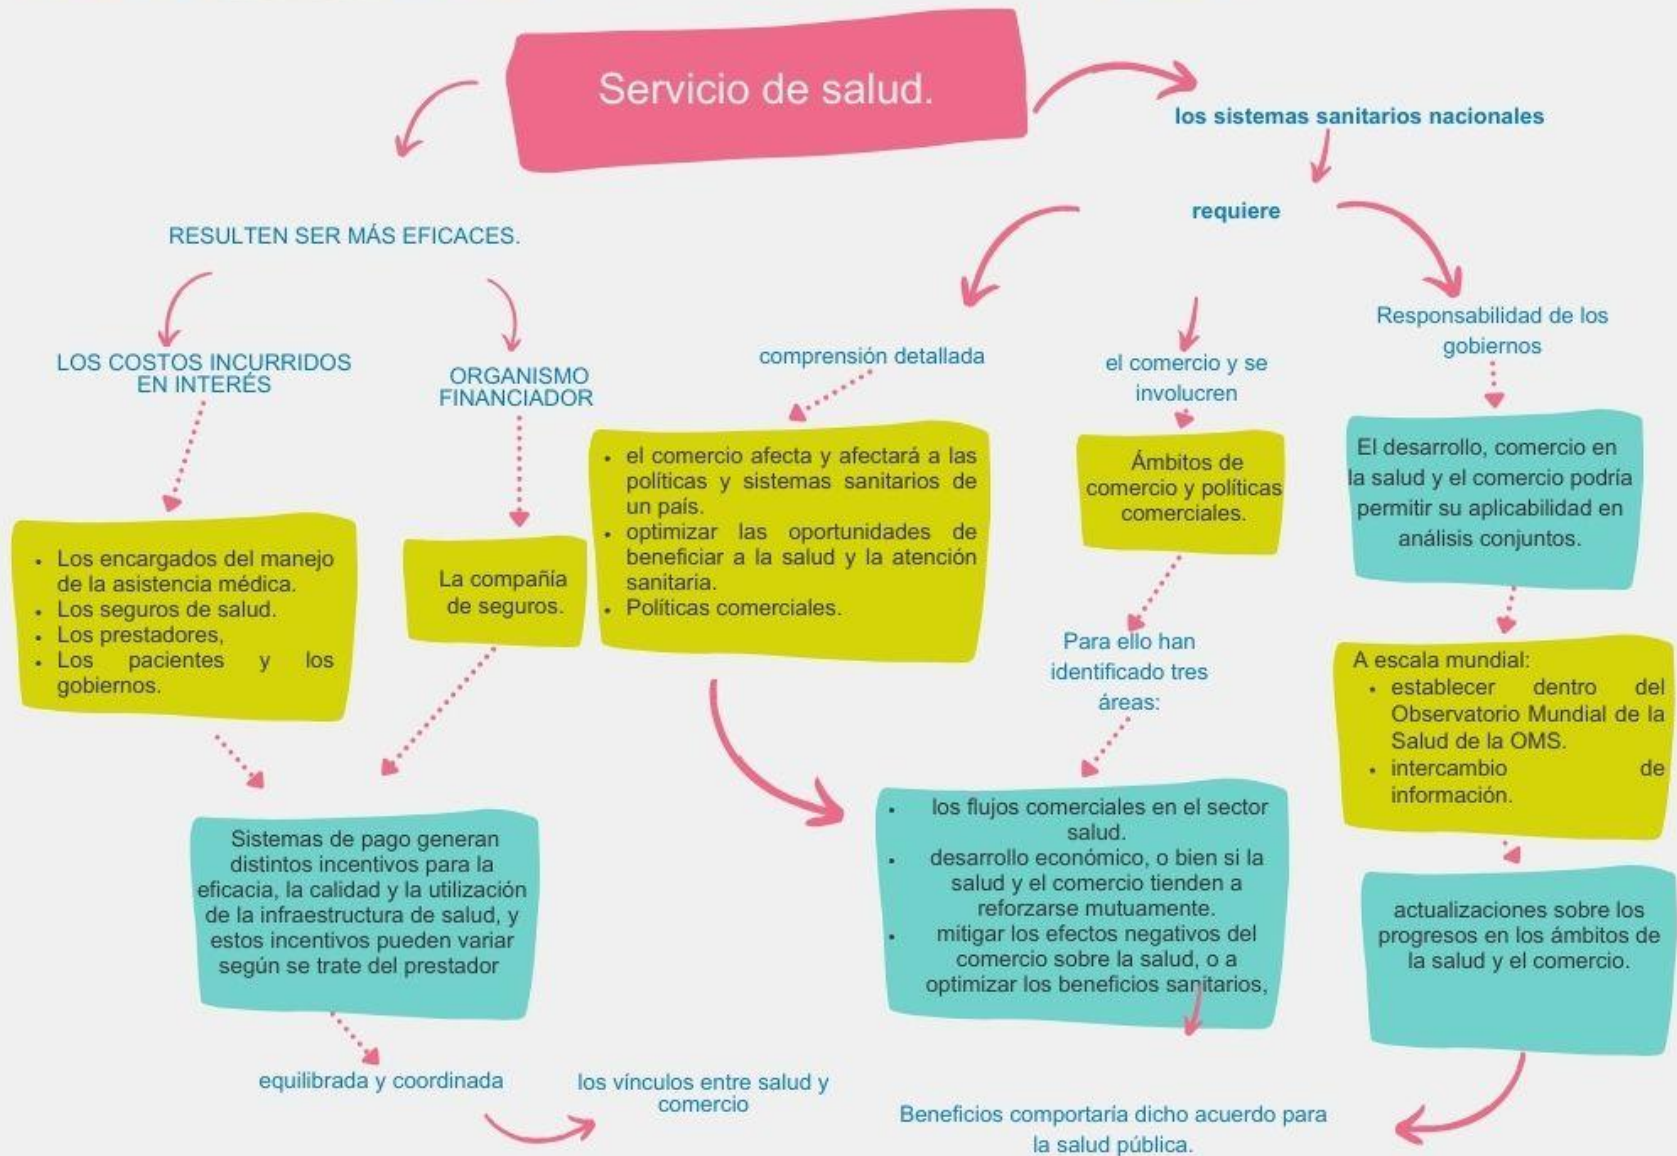 Servicio de salud.
los sistemas sanitarios nacionales
requiere
RESULTEN SER MÁS EFICACES.
LOS COSTOS INCURRIDOS
EN INTERÉS
ORGANISMO
FINANCIADOR
comprensión detallada
el comercio y se
involucren
Responsabilidad de los
gobiernos
• Los encargados del manejo
de la asistencia médica.
• Los seguros de salud.
• Los prestadores,
• Los pacientes y los
gobiernos.
La compañía
de seguros.
• el comercio afecta y afectará a las
políticas y sistemas sanitarios de
un país.
• optimizar las oportunidades de
beneficiar a la salud y la atención
sanitaria.
• Políticas comerciales.
Ámbitos de
comercio y políticas
comerciales.
El desarrollo, comercio en
la salud y el comercio podría
permitir su aplicabilidad en
análisis conjuntos.
Para ello han
identificado tres
áreas:
A escala mundial:
• establecer dentro del
Observatorio Mundial de la
Salud de la OMS.
• intercambio de
información.
Sistemas de pago generan
distintos incentivos para la
eficacia, la calidad y la utilización
de la infraestructura de salud, y
estos incentivos pueden variar
según se trate del prestador
• los flujos comerciales en el sector
salud.
• desarrollo económico, o bien si la
salud y el comercio tienden a
reforzarse mutuamente.
• mitigar los efectos negativos del
comercio sobre la salud, o a
optimizar los beneficios sanitarios,
actualizaciones sobre los
progresos en los ámbitos de
la salud y el comercio.
equilibrada y coordinada
los vínculos entre salud y
comercio
Beneficios comportaría dicho acuerdo para
la salud pública.